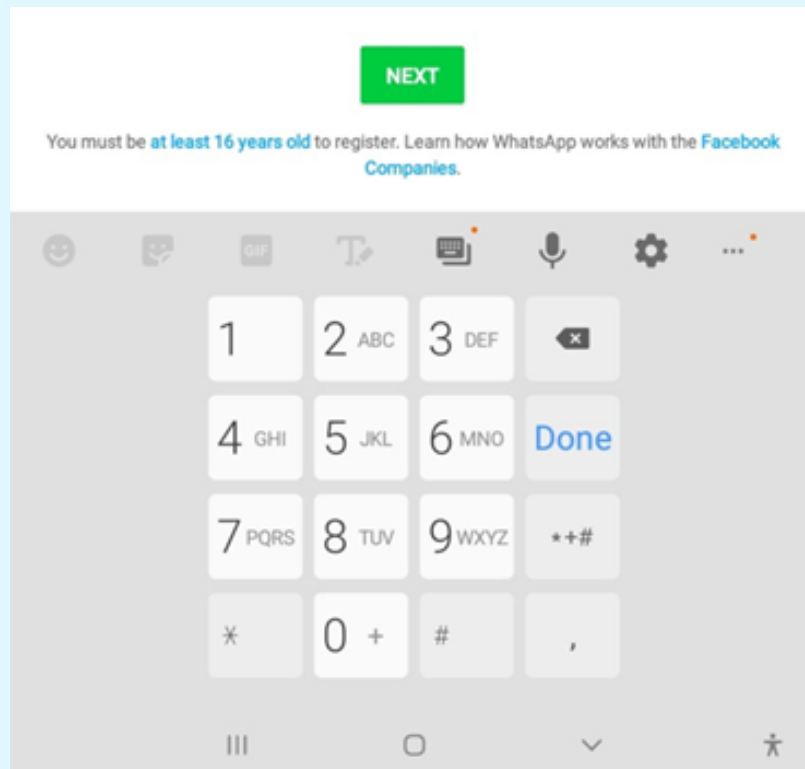 NEXT
You must be at least 16 years old to register. Learn how WhatsApp works with the Facebook
Companies.
GIF
T
1 2 ABC 3 DEF
4 GHI 5 JKL 6 MNO Done
7 PQRS 8 TUV 9 WXYZ *+#
* 0 + # ,